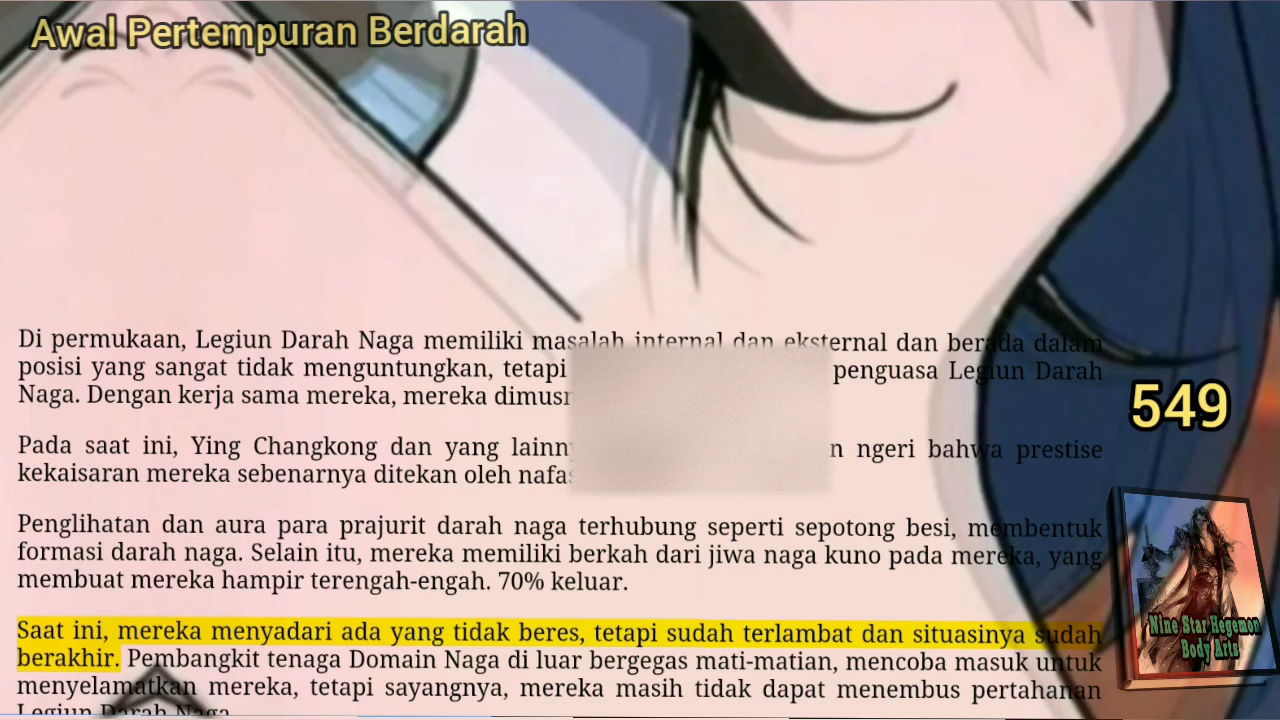 Awal Pertempuran Berdarah
Di permukaan, Legiun Darah Naga memiliki masalah internal dan eksternal dan berada dalam
posisi yang sangat tidak menguntungkan, tetapi penguasa Legiun Darah
Naga. Dengan kerja sama mereka, mereka
Pada saat ini, Ying Changkong dan yang ngeri bahwa prestise
kekaisaran mereka sebenarnya ditekan oleh
Penglihatan dan aura para prajurit darah naga terhubung seperti sepotong besi, membentuk
formasi darah naga. Selain itu, mereka memiliki berkah dari jiwa naga kuno pada mereka, yang
membuat mereka hampir terengah-engah. 70% keluar.
Saat ini, mereka menyadari ada yang tidak beres, tetapi sudah terlambat dan situasinya sudah
berakhir. Pembangkit tenaga Domain Naga di luar bergegas mati-matian, mencoba masuk untuk
menyelamatkan mereka, tetapi sayangnya, mereka masih tidak dapat menembus pertahanan
Legiun Darah Naga
549
Nine Star Hegemon
Body Arts